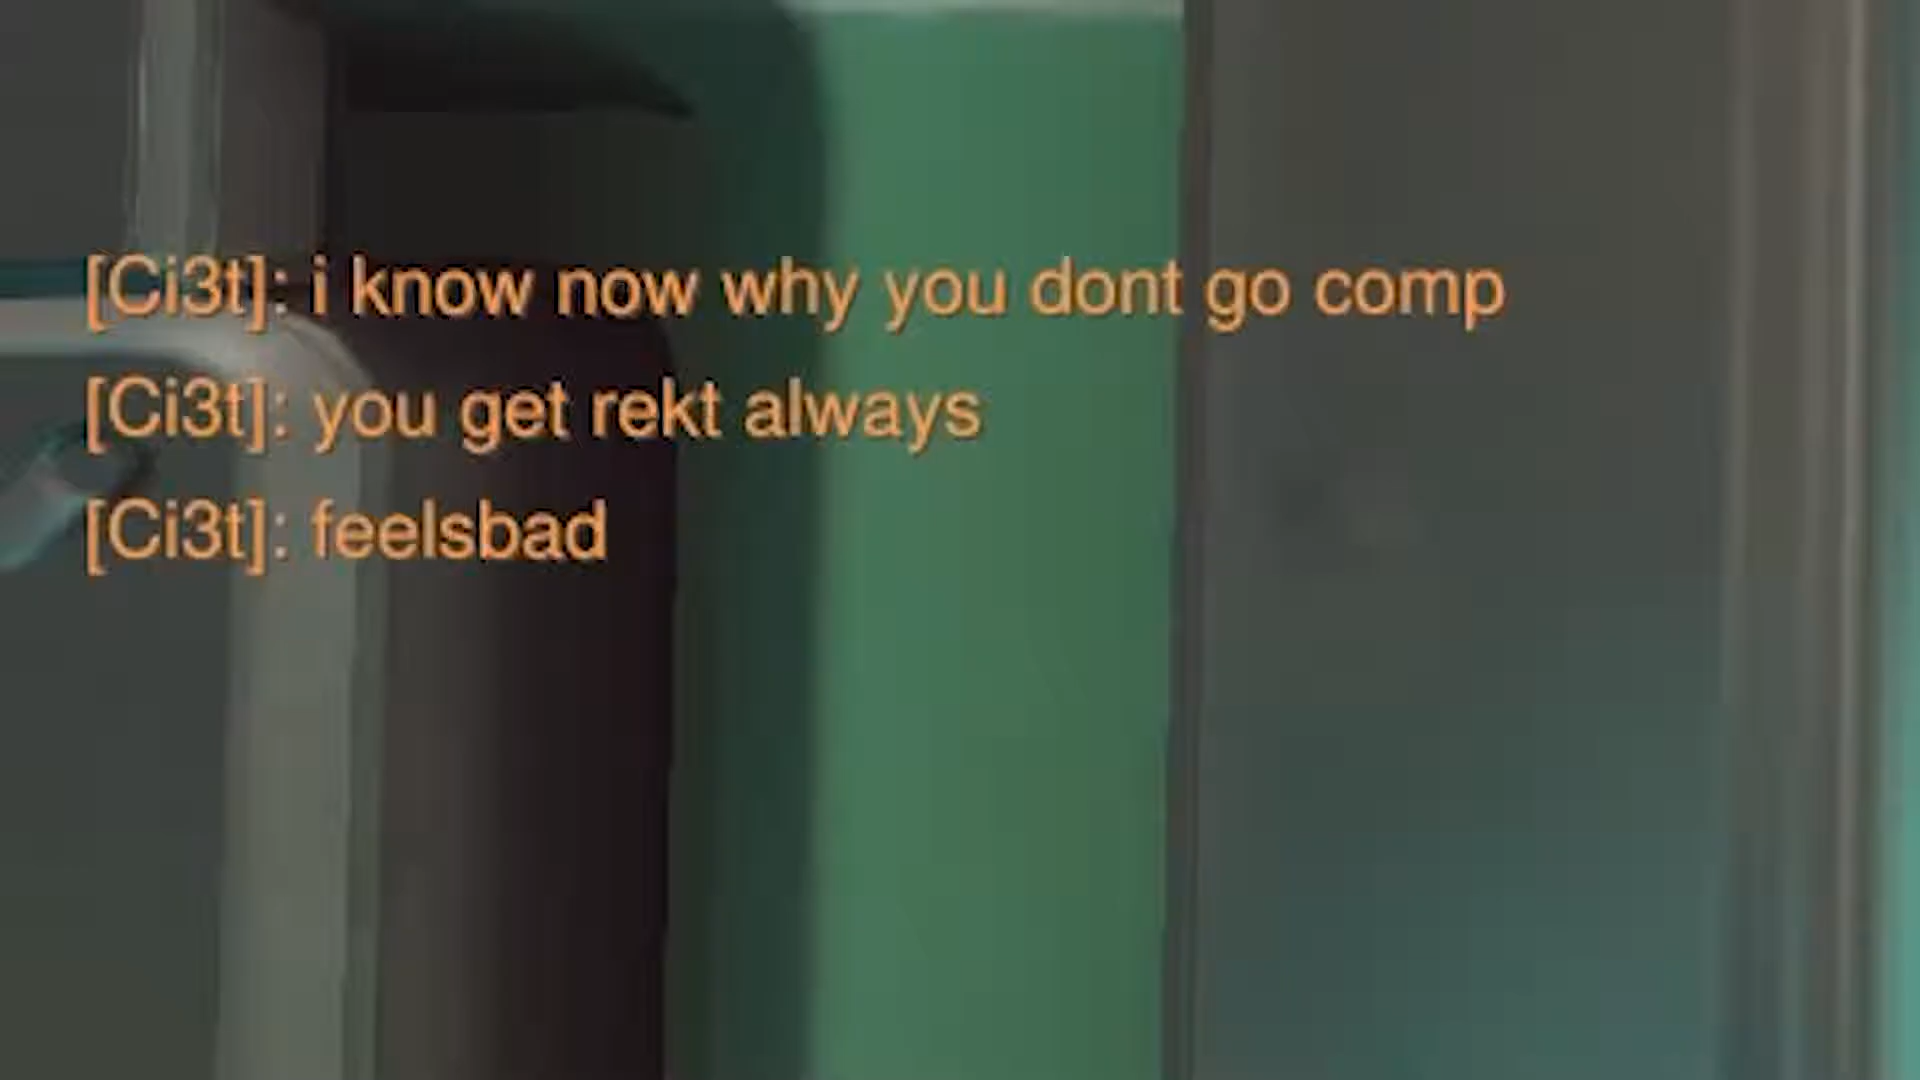 [Ci3t]: i know now why you dont go comp
[Ci3t]: you get rekt always
[Ci3t]: feelsbad